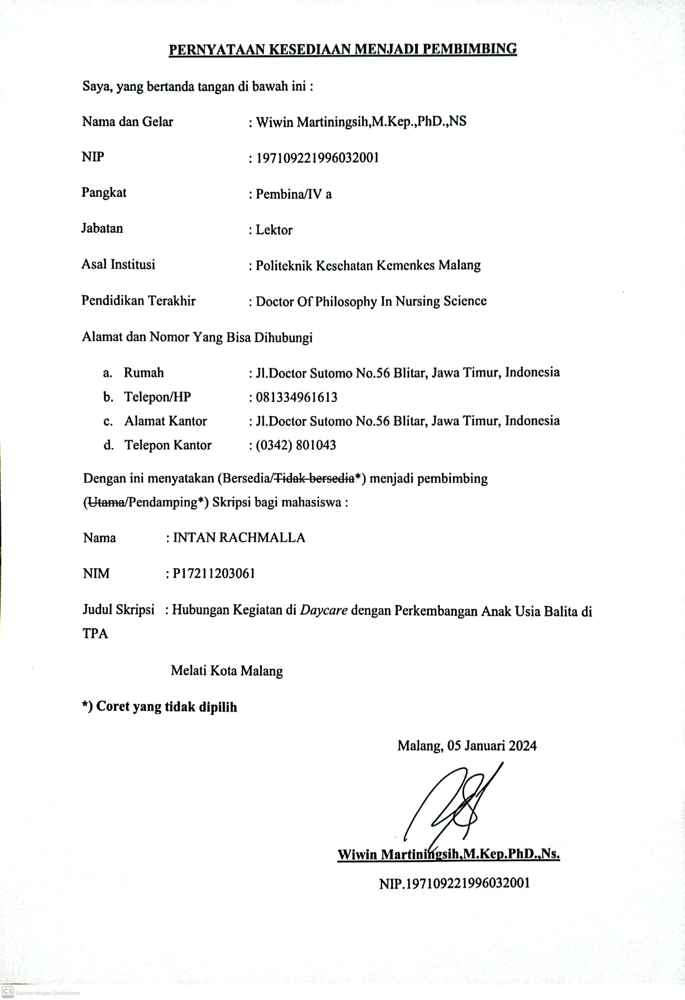 PERNYATAAN KESEDIAAN MENJADI PEMBIMBING
Saya, yang bertanda tangan di bawah ini :
Nama dan Gelar : Wiwin Martiningsih,M.Kep.,PhD.,NS
NIP : 197109221996032001
Pangkat : Pembina/IV a
Jabatan : Lektor
Asal Institusi : Politeknik Kesehatan Kemenkes Malang
Pendidikan Terakhir : Doctor Of Philosophy In Nursing Science
Alamat dan Nomor Yang Bisa Dihubungi
a. Rumah : Jl.Doctor Sutomo No.56 Blitar, Jawa Timur, Indonesia
b. Telepon/HP : 081334961613
c. Alamat Kantor : Jl.Doctor Sutomo No.56 Blitar, Jawa Timur, Indonesia
d. Telepon Kantor : (0342) 801043
Dengan ini menyatakan (Bersedia/Tidak bersedia*) menjadi pembimbing
(Utama/Pendamping*) Skripsi bagi mahasiswa :
Nama : INTAN RACHMALLA
NIM : P17211203061
Judul Skripsi : Hubungan Kegiatan di Daycare dengan Perkembangan Anak Usia Balita di
TPA
Melati Kota Malang
*) Coret yang tidak dipilih
Malang, 05 Januari 2024
Wiwin Martiningsih,M.Kep.PhD.,Ns.
NIP.197109221996032001
CS Dipindai dengan CamScanner